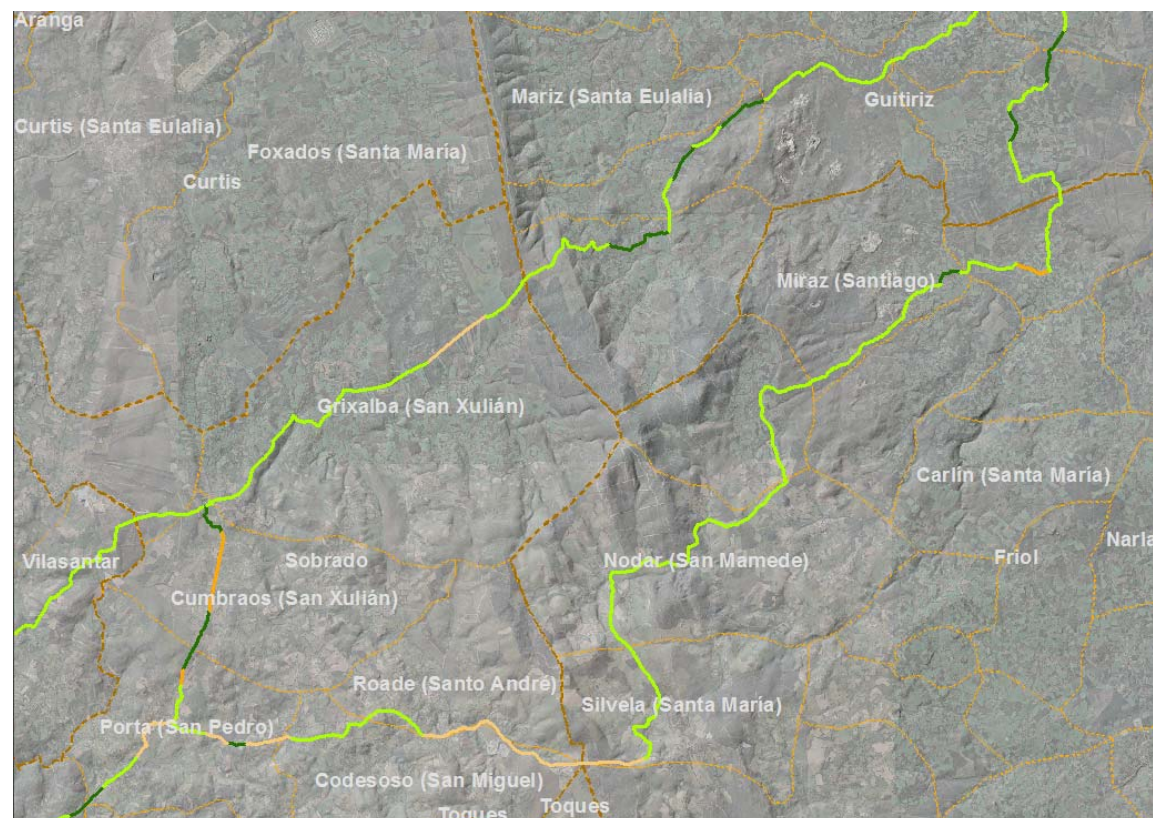 Aranga
Mariz (Santa Eulalia)
Guitiriz
Curtis (Santa Eulalia)
Foxados (Santa María)
Curtis
Miraz (Santiago)
Grixalba (San Xulián)
Carlín (Santa María)
Narla
Vilasantar
Sobrado
Nodar (San Mamede)
Friol
Cumbraos (San Xulián)
Roade (Santo André)
Silvela (Santa María)
Porta (San Pedro)
Codesoso (San Miguel)
Toques
Toques